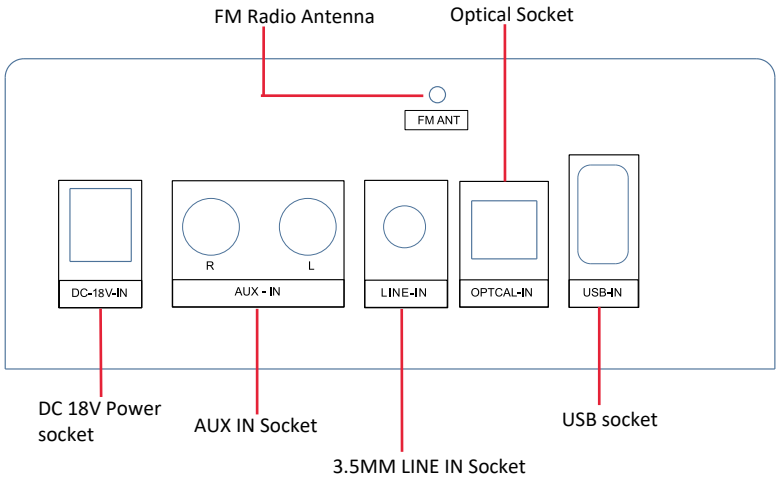 FM Radio Antenna
Optical Socket
FM ANT
R
L
DC-18V-IN
AUX - IN
LINE-IN
OPTCAL-IN
USB-IN
DC 18V Power
socket
AUX IN Socket
USB socket
3.5MM LINE IN Socket